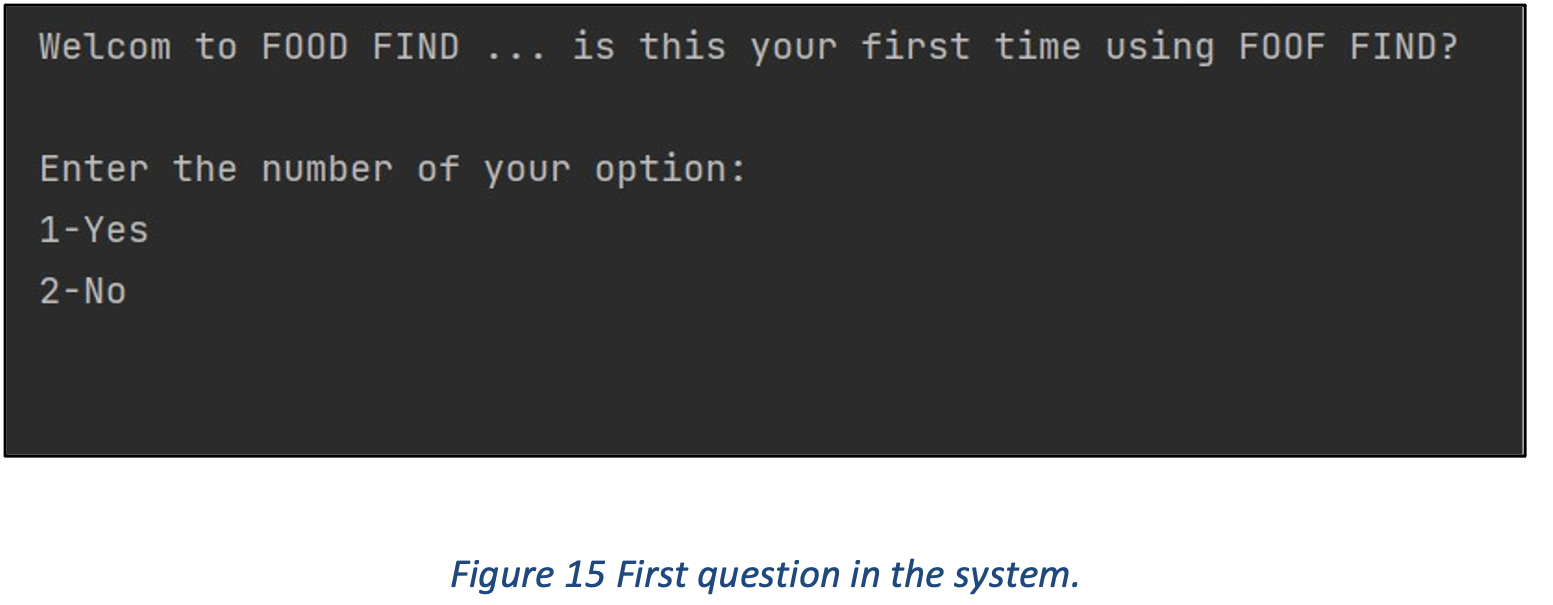 Welcom to FOOD FIND ... is this your first time using FOOF FIND?
Enter the number of your option:
1-Yes
2-No
Figure 15 First question in the system.